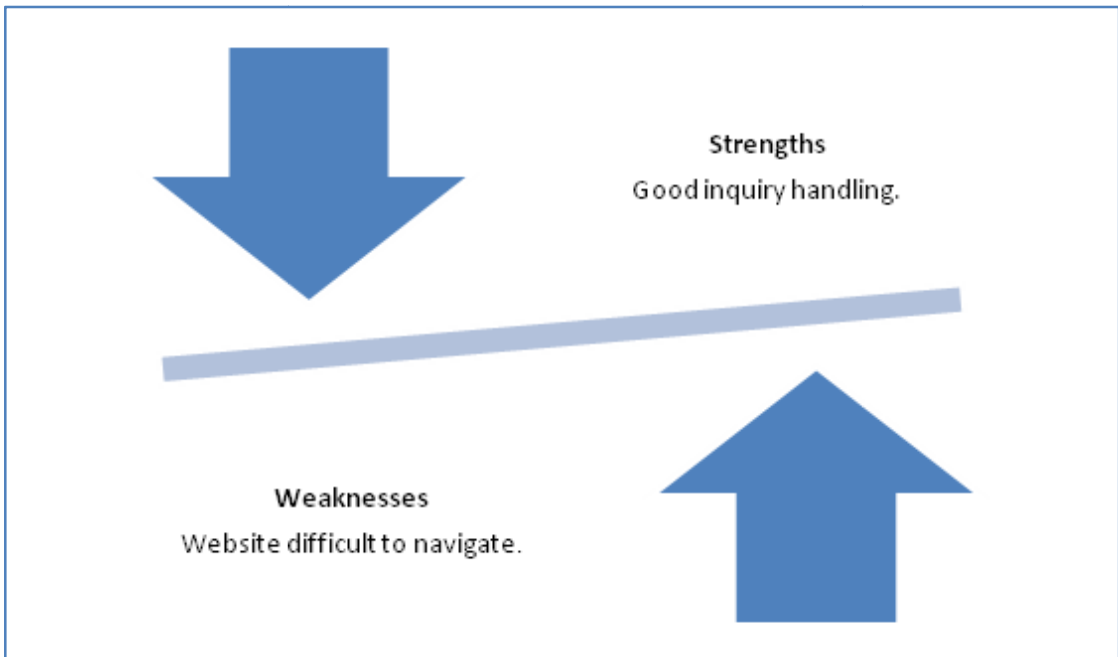 Strengths
Good inquiry handling.
Weaknesses
Website difficult to navigate.